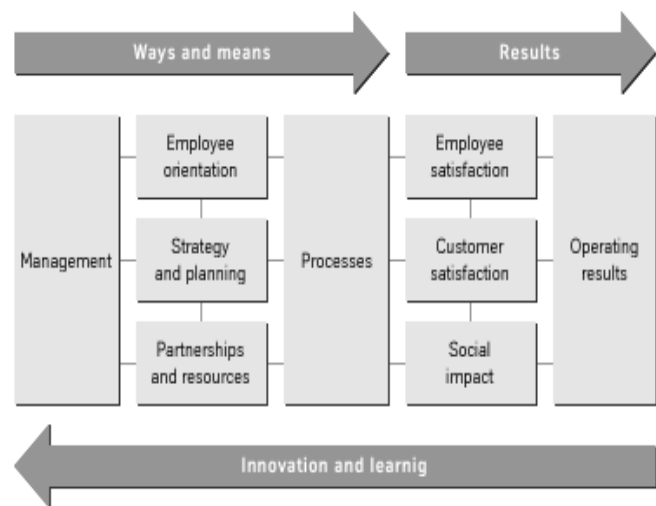 Ways and means
Results
Management
Employee
orientation
Strategy
and planning
Partnerships
and resources
Processes
Employee
satisfaction
Customer
satisfaction
Social
impact
Operating
results
Innovation and learnig